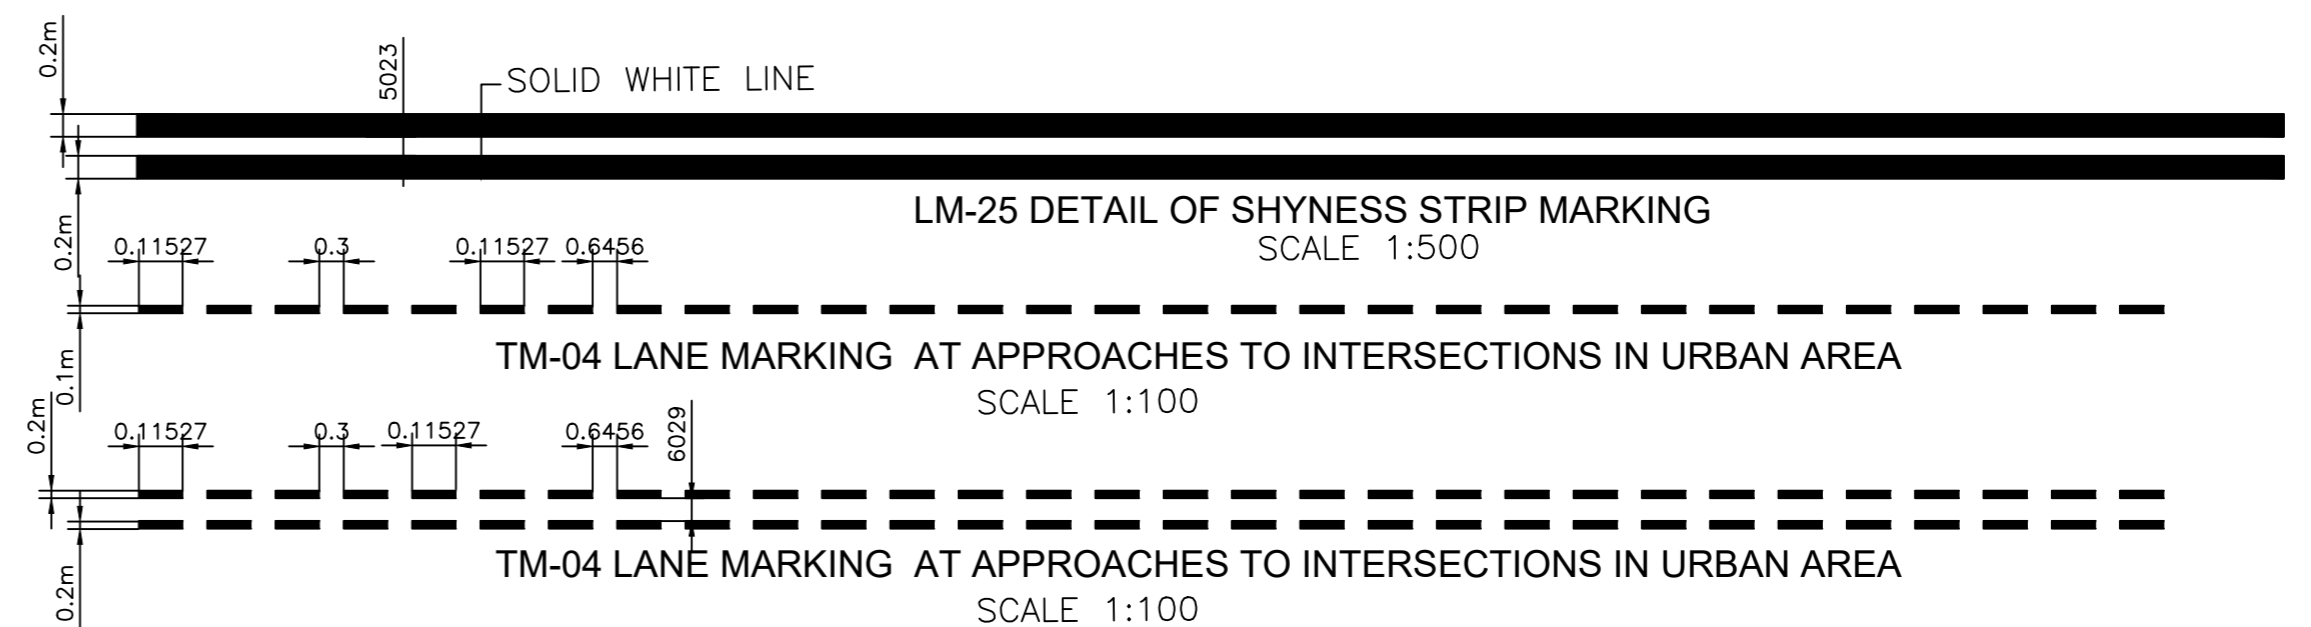 0.2m
5023
SOLID WHITE LINE
LM-25 DETAIL OF SHYNESS STRIP MARKING
SCALE 1:500
0.2m
0.11527 0.3 0.11527 0.6456
0.1m
TM-04 LANE MARKING AT APPROACHES TO INTERSECTIONS IN URBAN AREA
SCALE 1:100
0.2m
0.11527 0.3 0.11527 0.6456 6029
0.2m
TM-04 LANE MARKING AT APPROACHES TO INTERSECTIONS IN URBAN AREA
SCALE 1:100